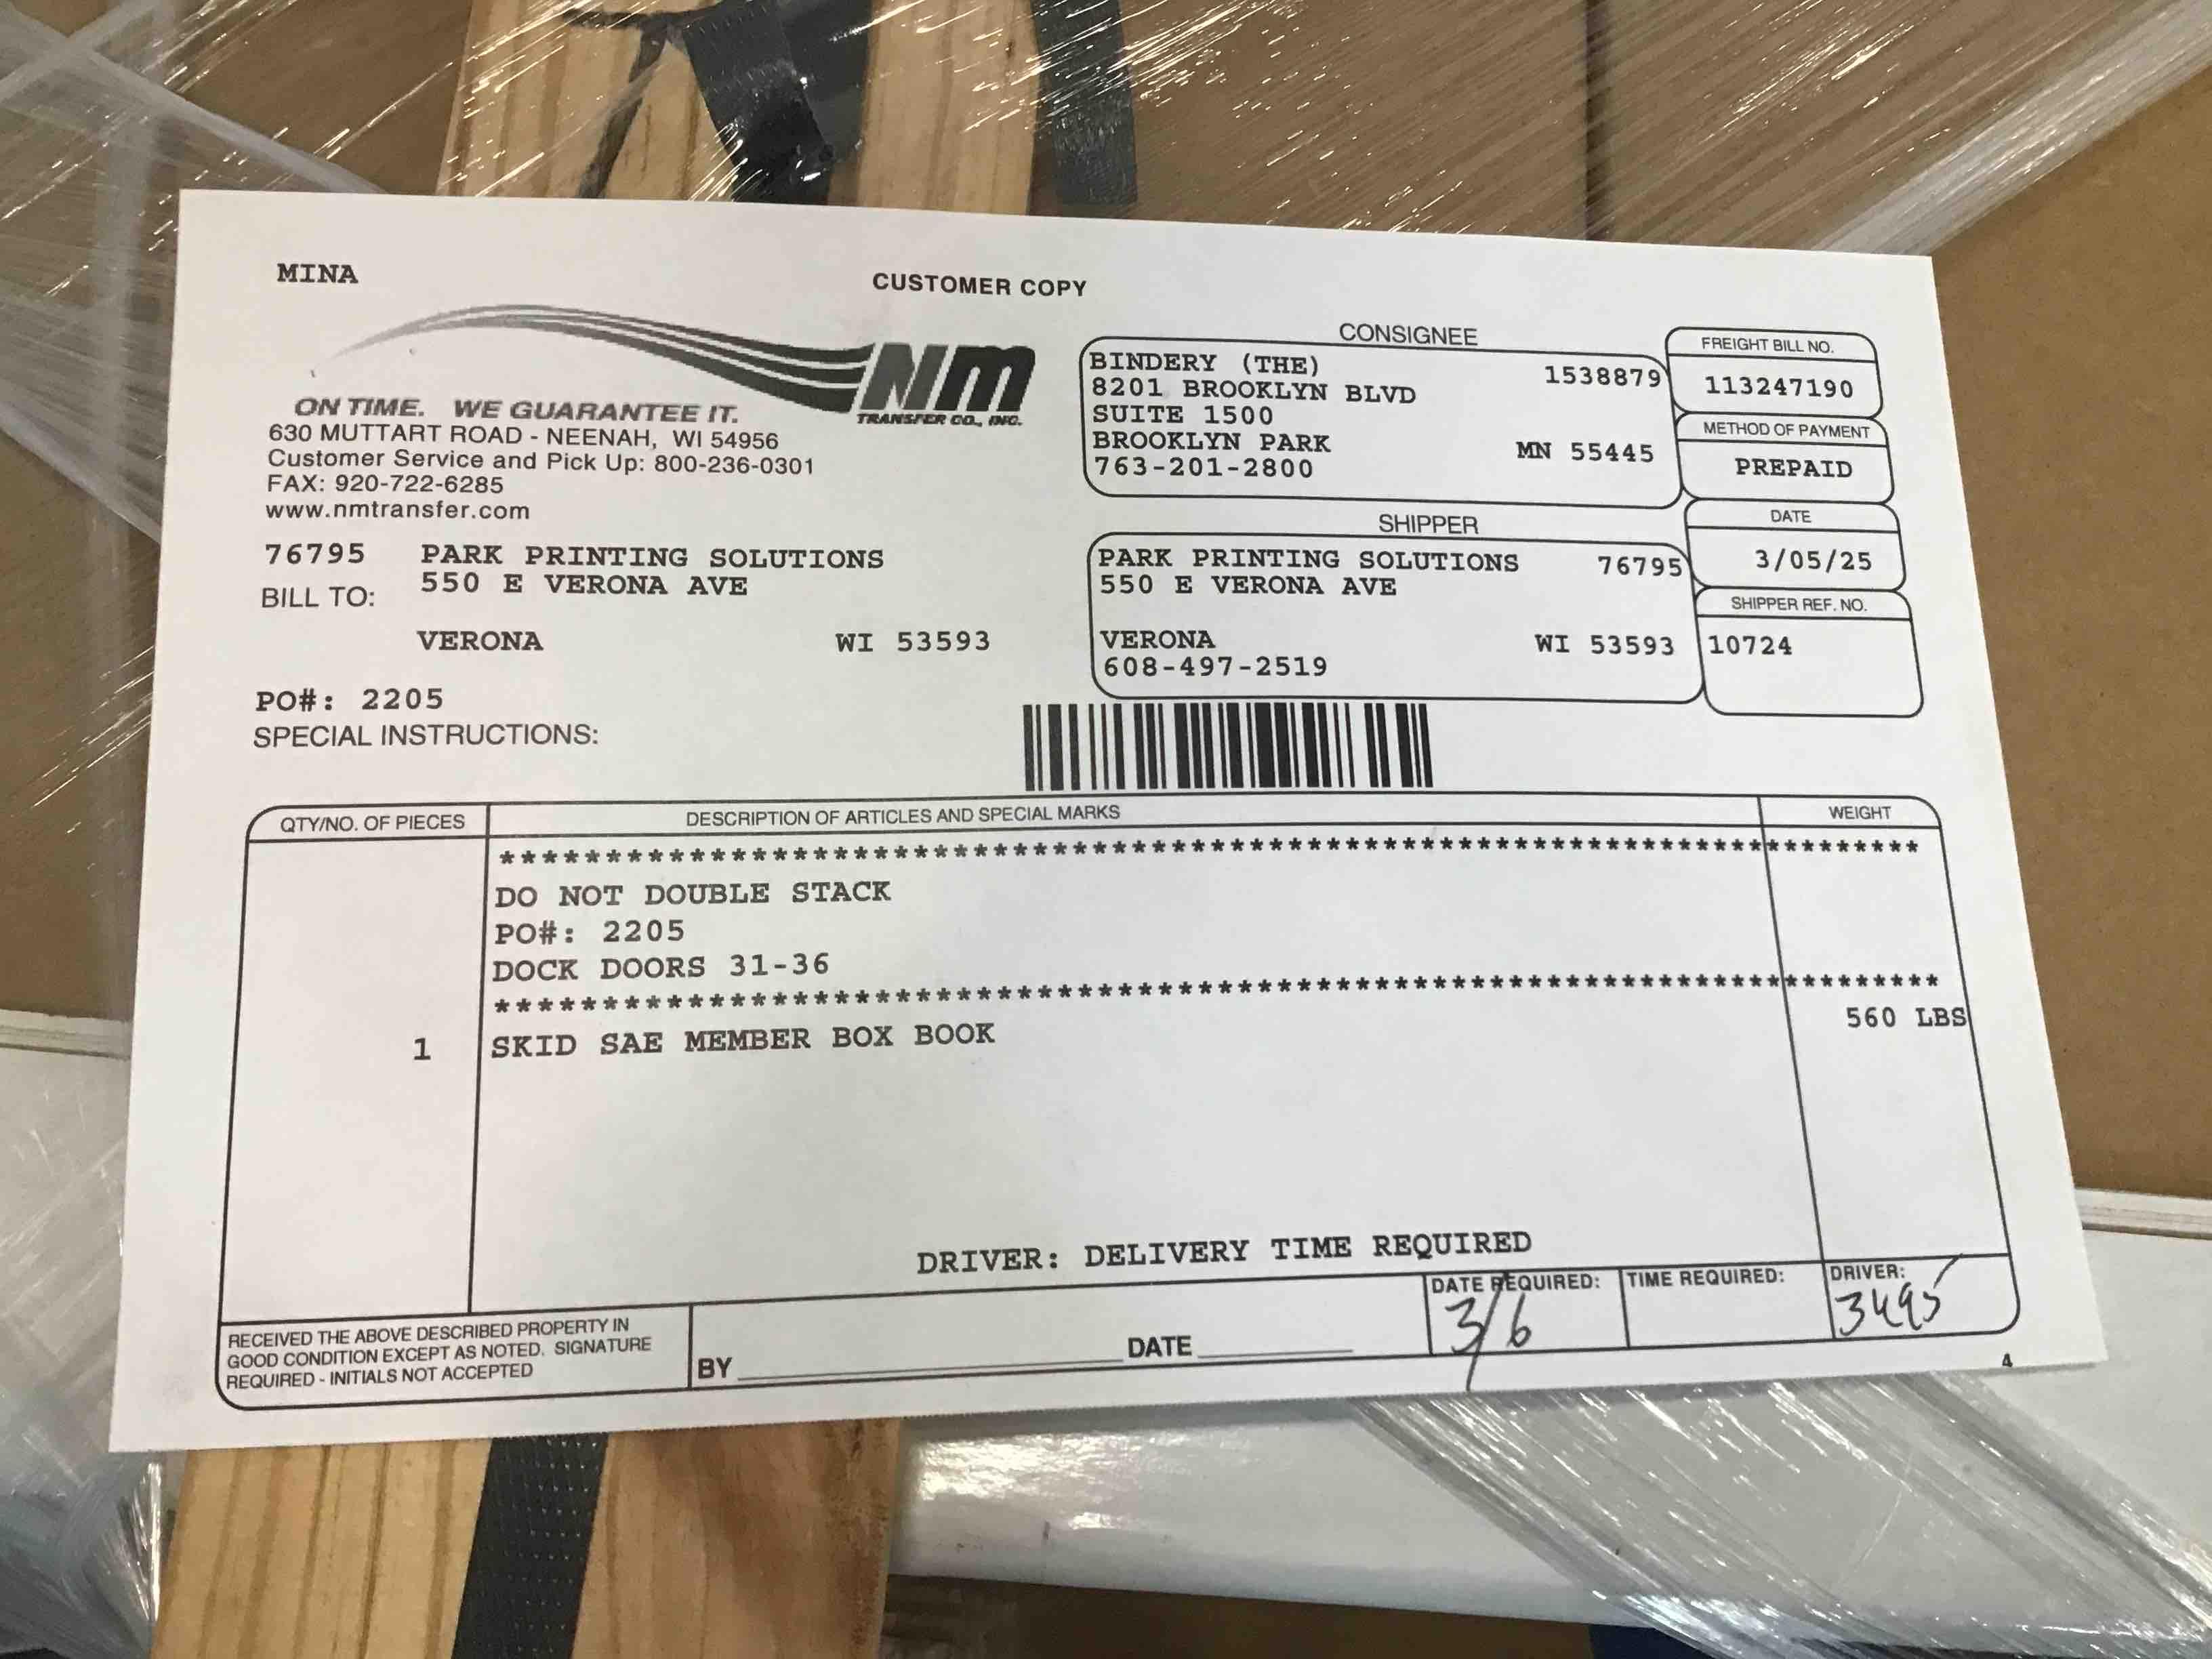 MINA
CUSTOMER COPY
NM
TRANSFER CO., INC.
ON TIME. WE GUARANTEE IT.
630 MUTTART ROAD - NEENAH, WI 54956
Customer Service and Pick Up: 800-236-0301
FAX: 920-722-6285
www.nmtransfer.com
CONSIGNEE
BINDERY (THE) 1538879
8201 BROOKLYN BLVD
SUITE 1500
BROOKLYN PARK MN 55445
763-201-2800
FREIGHT BILL NO.
113247190
METHOD OF PAYMENT
PREPAID
DATE
3/05/25
SHIPPER REF. NO.
10724
76795 PARK PRINTING SOLUTIONS
BILL TO: 550 E VERONA AVE
VERONA WI 53593
SHIPPER
PARK PRINTING SOLUTIONS 76795
550 E VERONA AVE
VERONA WI 53593
608-497-2519
PO#: 2205
SPECIAL INSTRUCTIONS:
QTY/NO. OF PIECES DESCRIPTION OF ARTICLES AND SPECIAL MARKS WEIGHT
**********************************************************************
DO NOT DOUBLE STACK
PO#: 2205
DOCK DOORS 31-36
**********************************************************************
1 SKID SAE MEMBER BOX BOOK 560 LBS
DRIVER: DELIVERY TIME REQUIRED
RECEIVED THE ABOVE DESCRIBED PROPERTY IN
GOOD CONDITION EXCEPT AS NOTED. SIGNATURE
REQUIRED - INITIALS NOT ACCEPTED
BY DATE
DATE REQUIRED: TIME REQUIRED: DRIVER:
3/6 3495
4